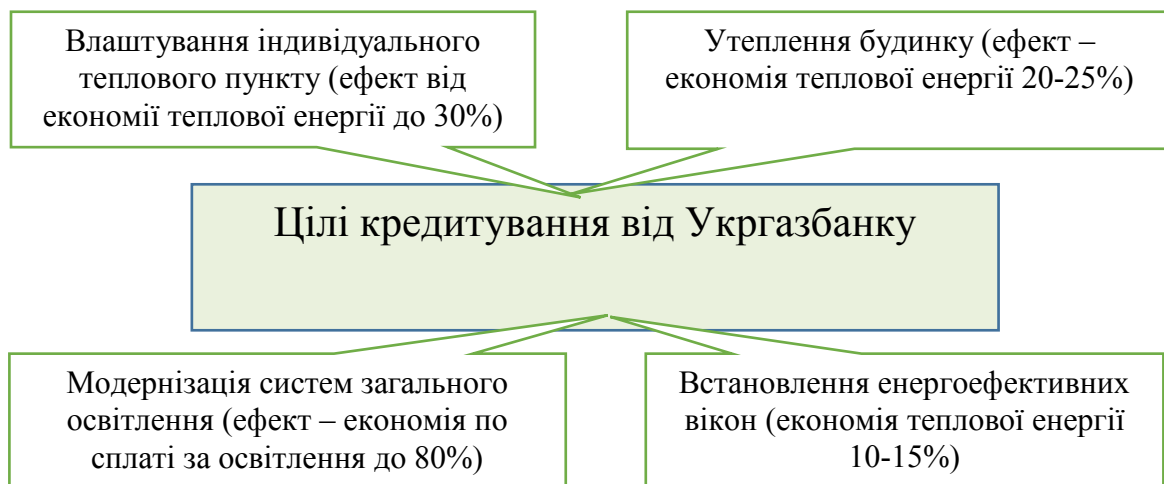 Влаштування індивідуального
теплового пункту (ефект від
економії теплової енергії до 30%)
Утеплення будинку (ефект –
економія теплової енергії 20-25%)
Цілі кредитування від Укргазбанку
Модернізація систем загального
освітлення (ефект – економія по
сплаті за освітлення до 80%)
Встановлення енергоефективних
вікон (економія теплової енергії
10-15%)